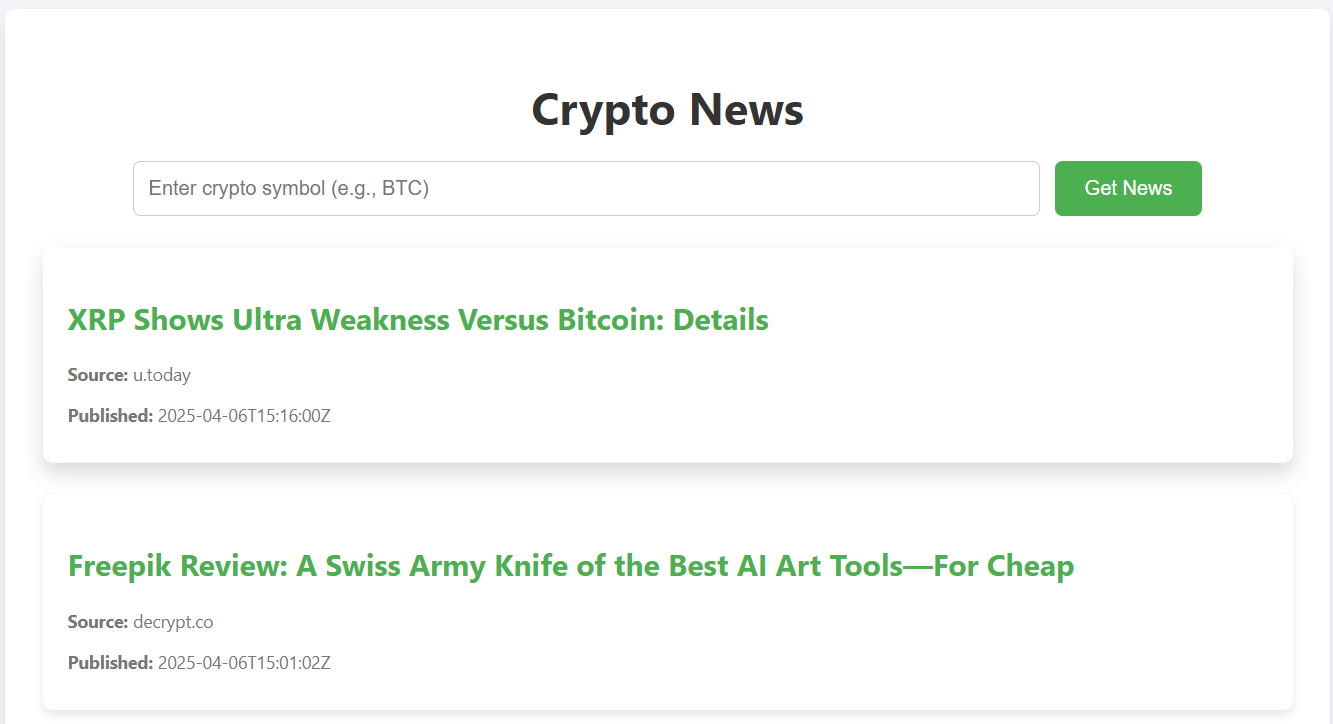 Crypto News
Enter crypto symbol (e.g., BTC)
Get News
XRP Shows Ultra Weakness Versus Bitcoin: Details
Source: u.today
Published: 2025-04-06T15:16:00Z
Freepik Review: A Swiss Army Knife of the Best AI Art Tools—For Cheap
Source: decrypt.co
Published: 2025-04-06T15:01:02Z